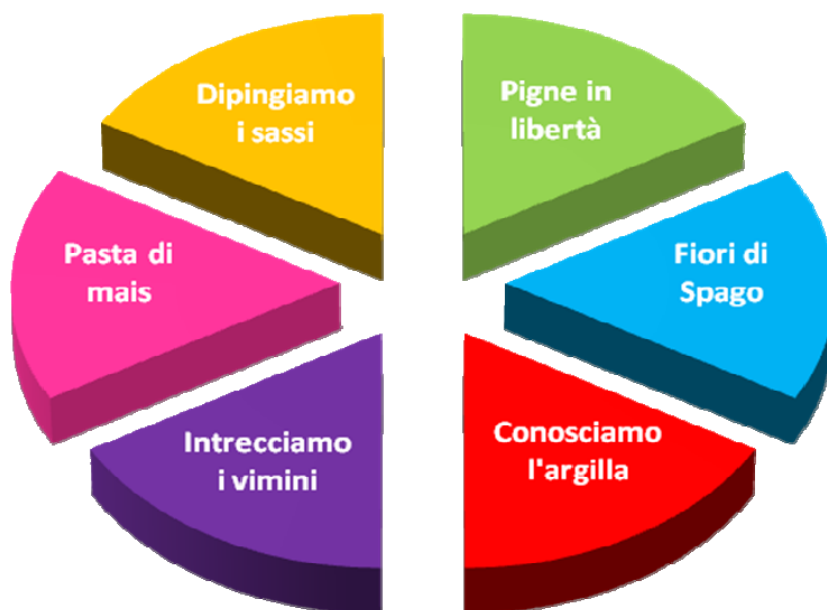 Dipingiamo
i sassi
Pigne in
libertà
Pasta di
mais
Fiori di
Spago
Intrecciamo
i vimini
Conosciamo
l'argilla